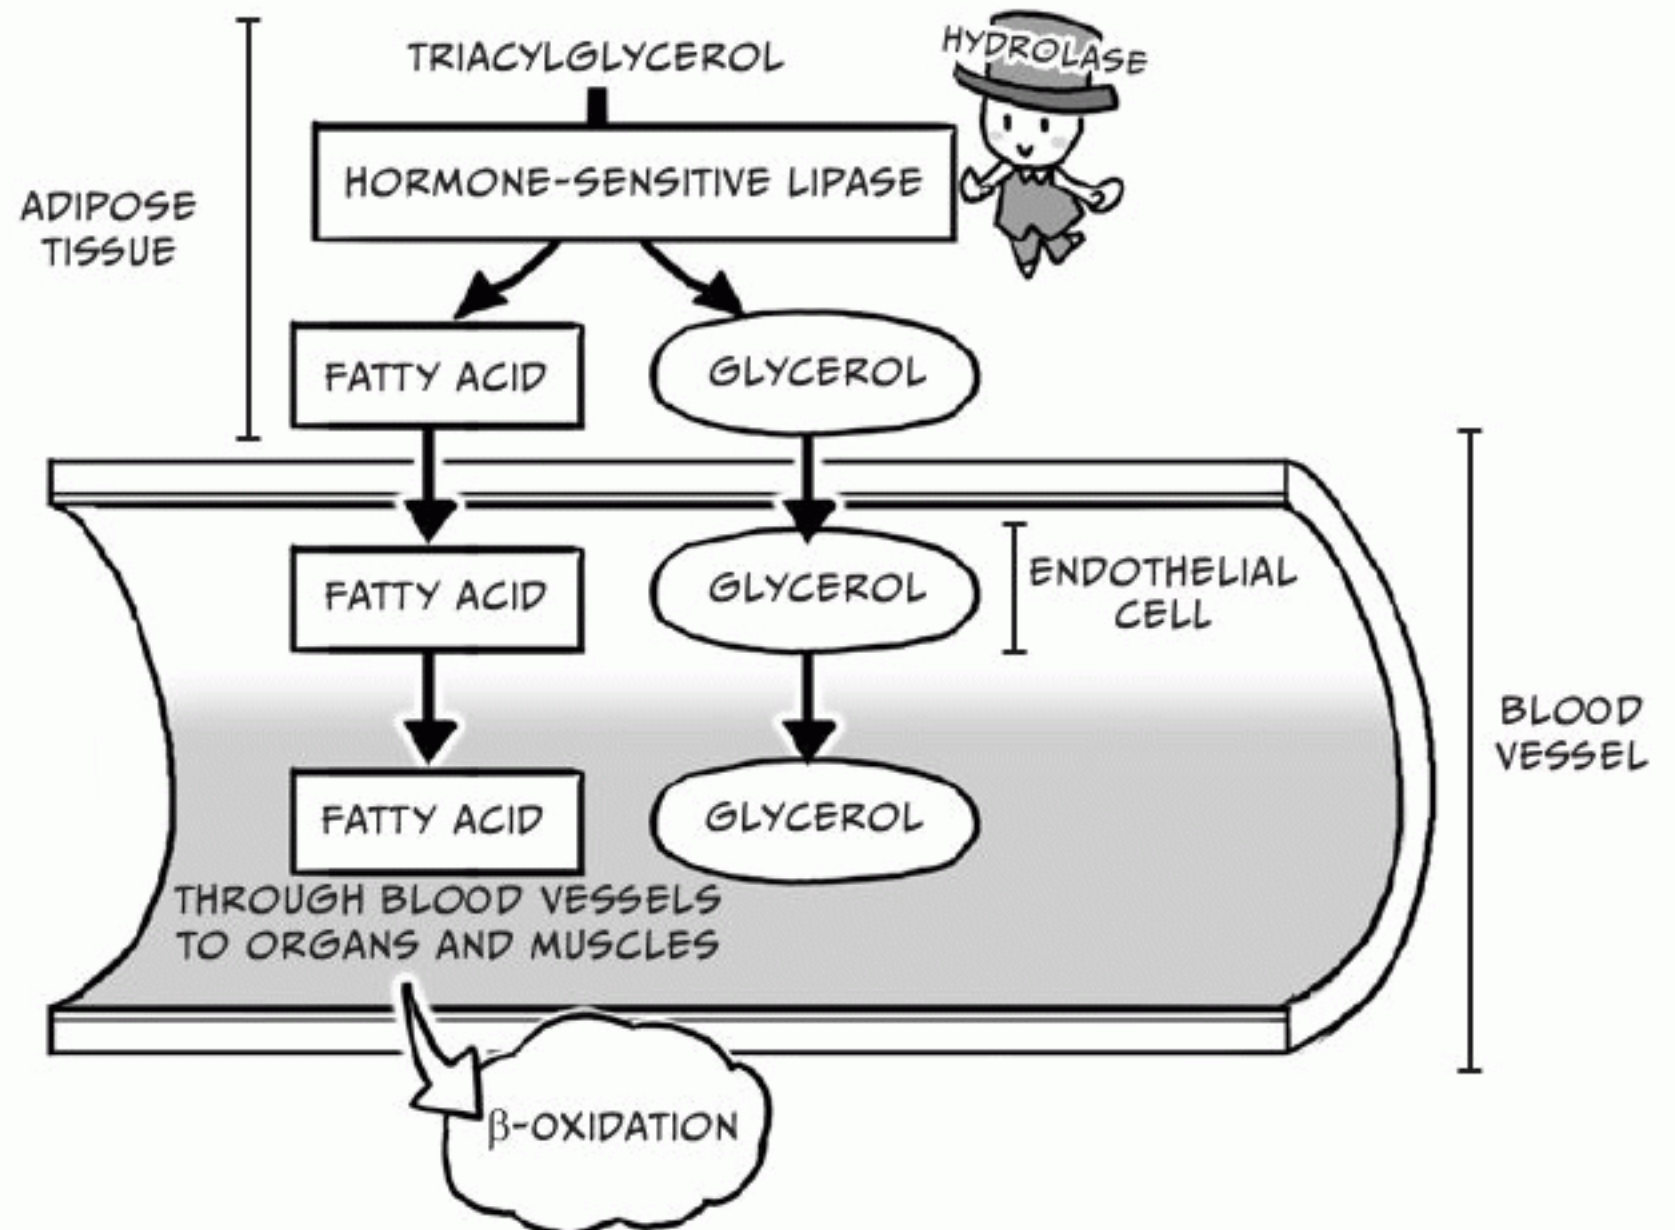 TRIACYLGLYCEROL
HYDROLASE
HORMONE-SENSITIVE LIPASE
ADIPOSE
TISSUE
FATTY ACID
GLYCEROL
FATTY ACID
GLYCEROL
ENDOTHELIAL
CELL
BLOOD
VESSEL
FATTY ACID
GLYCEROL
THROUGH BLOOD VESSELS
TO ORGANS AND MUSCLES
β-OXIDATION